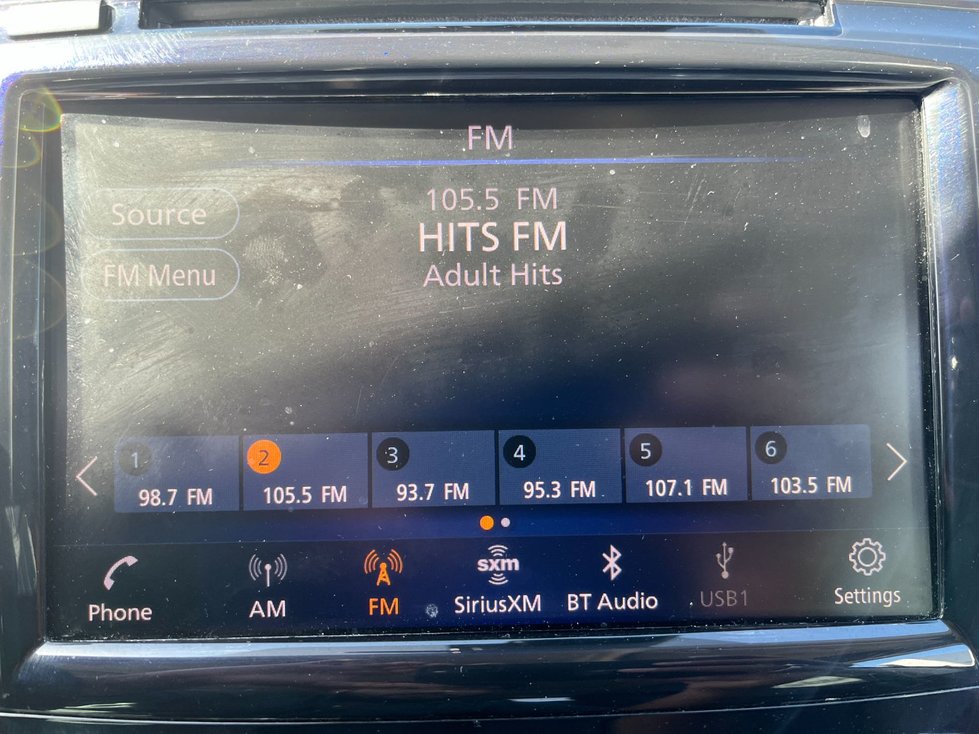 FM
105.5 FM
HITS FM
Adult Hits
Source
FM Menu
1 2 3 4 5 6
98.7 FM 105.5 FM 93.7 FM 95.3 FM 107.1 FM 103.5 FM
sxm
Phone AM FM SiriusXM BT Audio USB1 Settings